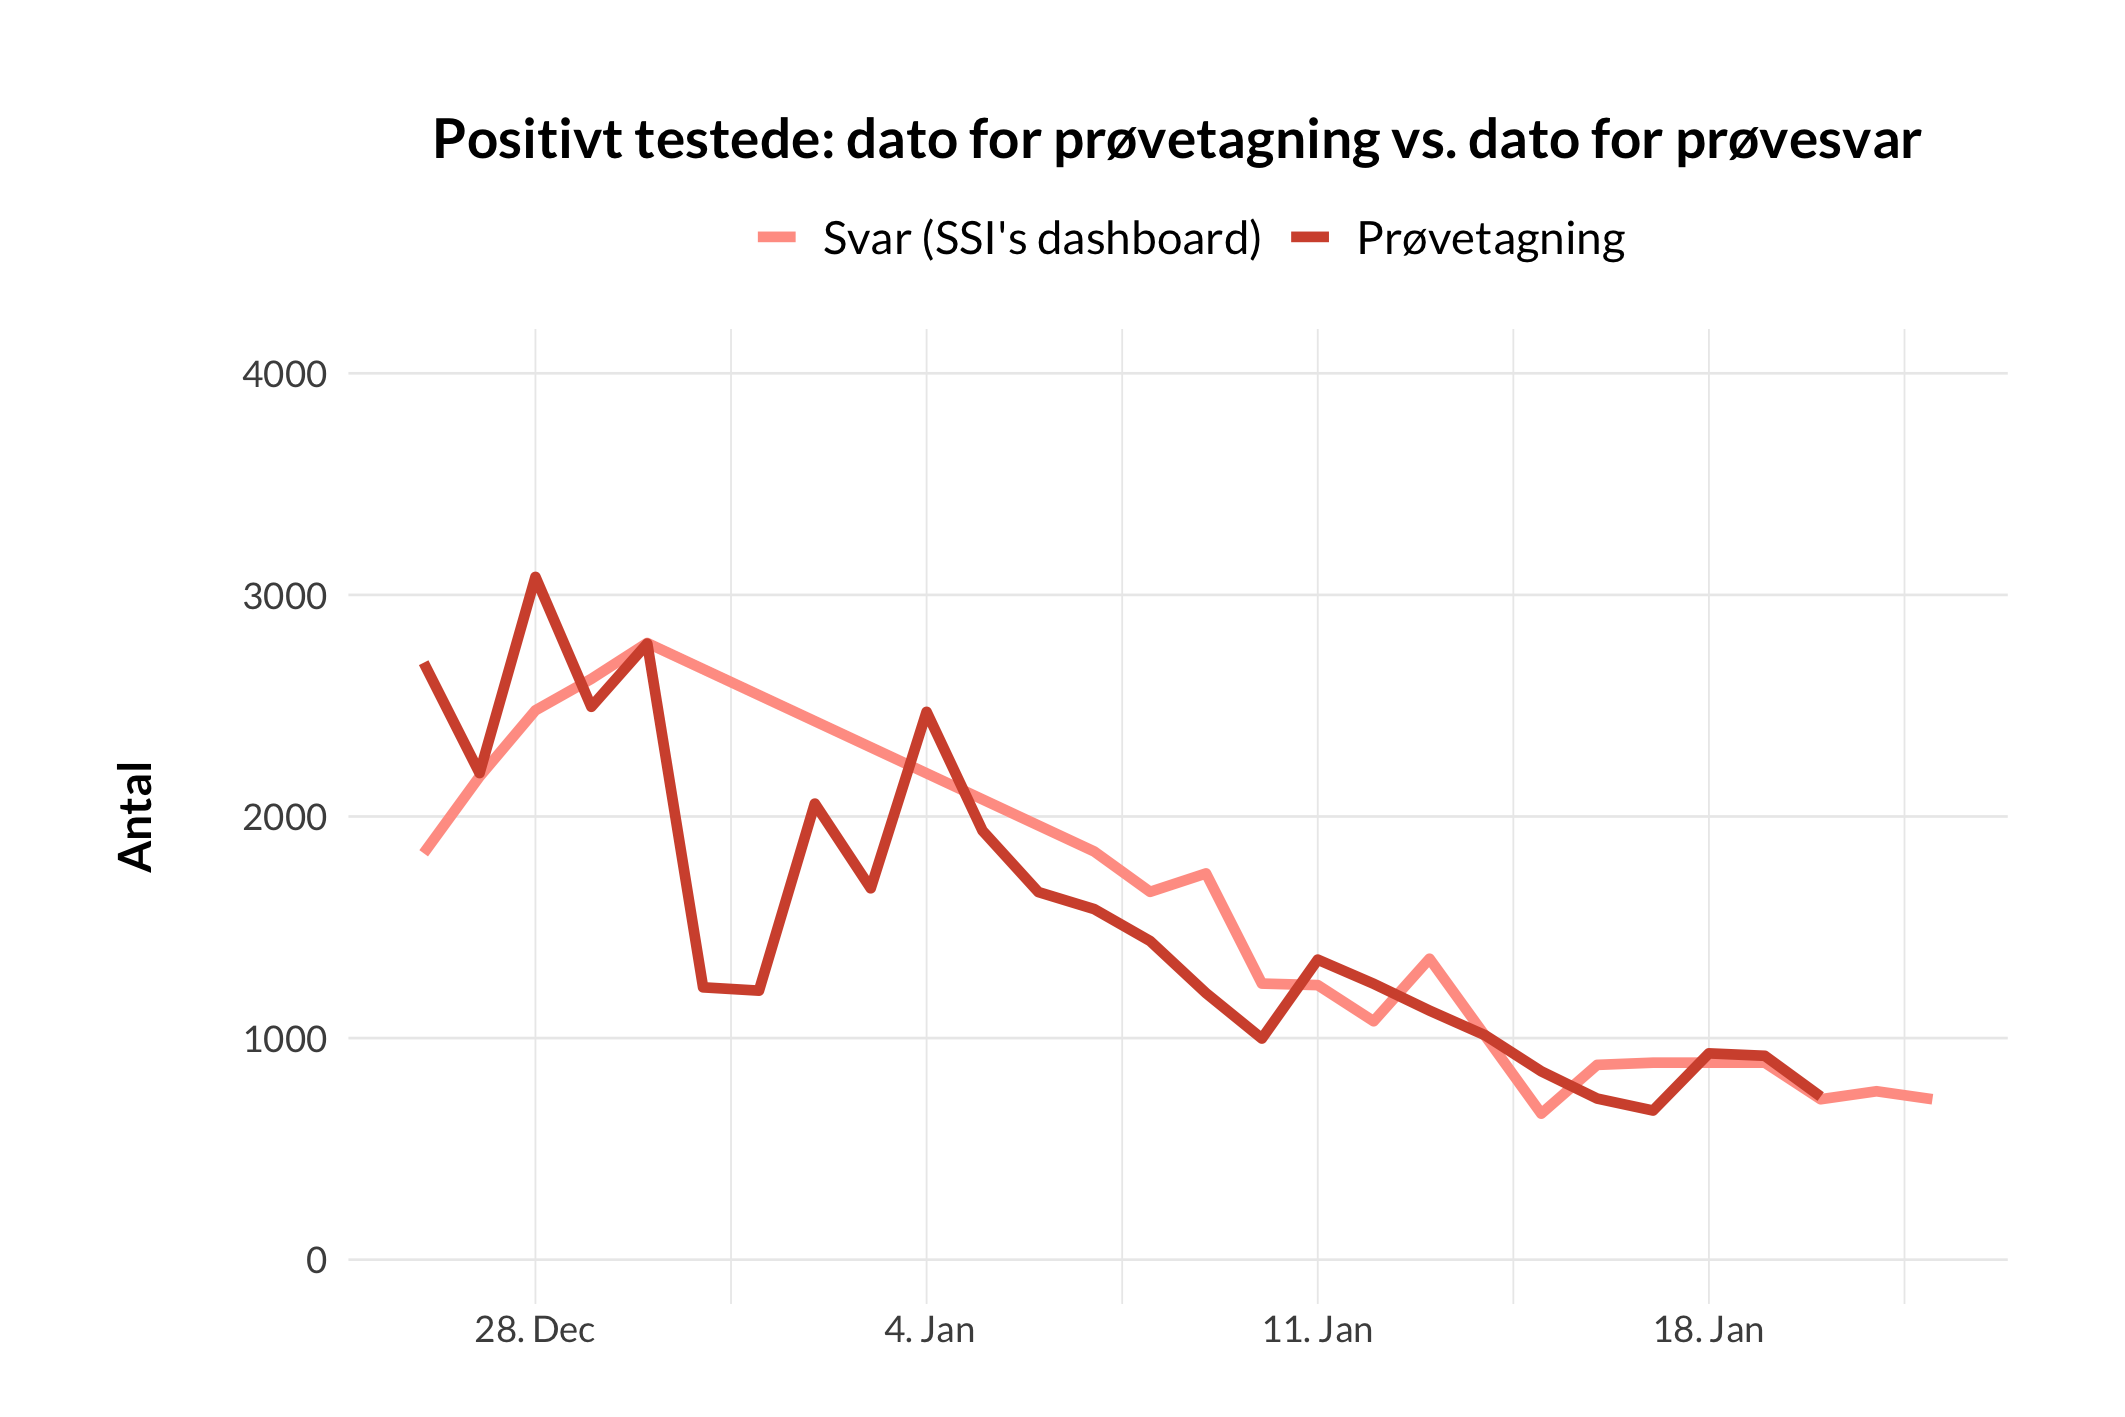 Positivt testede: dato for prøvetagning vs. dato for prøvesvar
Svar (SSI's dashboard) Prøvetagning
Antal
4000
3000
2000
1000
0
28. Dec 4. Jan 11. Jan 18. Jan